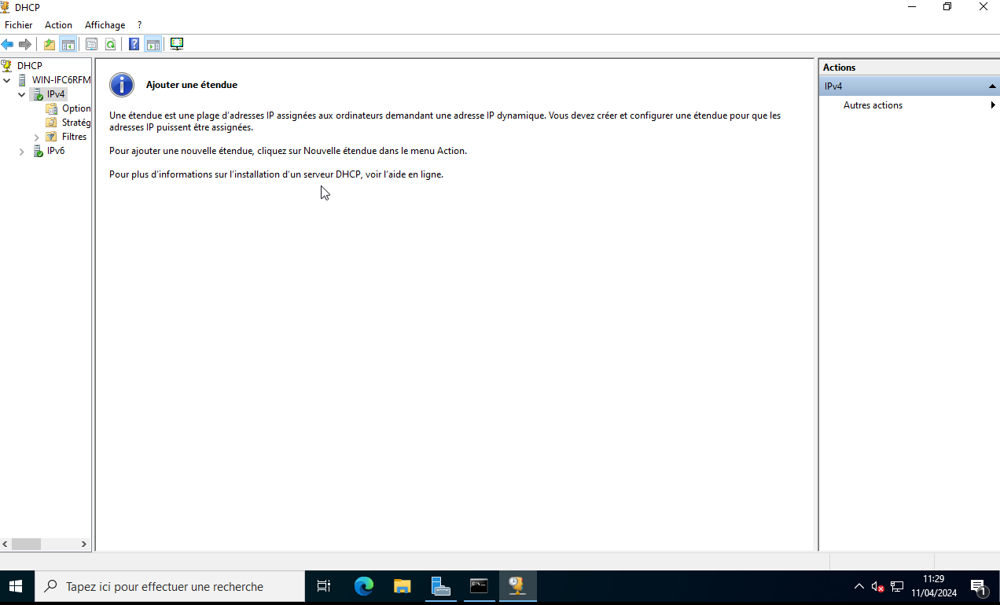 DHCP
Fichier Action Affichage ?
DHCP
WIN-IFC6RFM
IPv4
Option
Stratég
Filtres
IPv6
Ajouter une étendue
Une étendue est une plage d'adresses IP assignées aux ordinateurs demandant une adresse IP dynamique. Vous devez créer et configurer une étendue pour que les
adresses IP puissent être assignées.
Pour ajouter une nouvelle étendue, cliquez sur Nouvelle étendue dans le menu Action.
Pour plus d'informations sur l'installation d'un serveur DHCP, voir l'aide en ligne.
Actions
IPv4
Autres actions
Tapez ici pour effectuer une recherche
11:29
11/04/2024
1